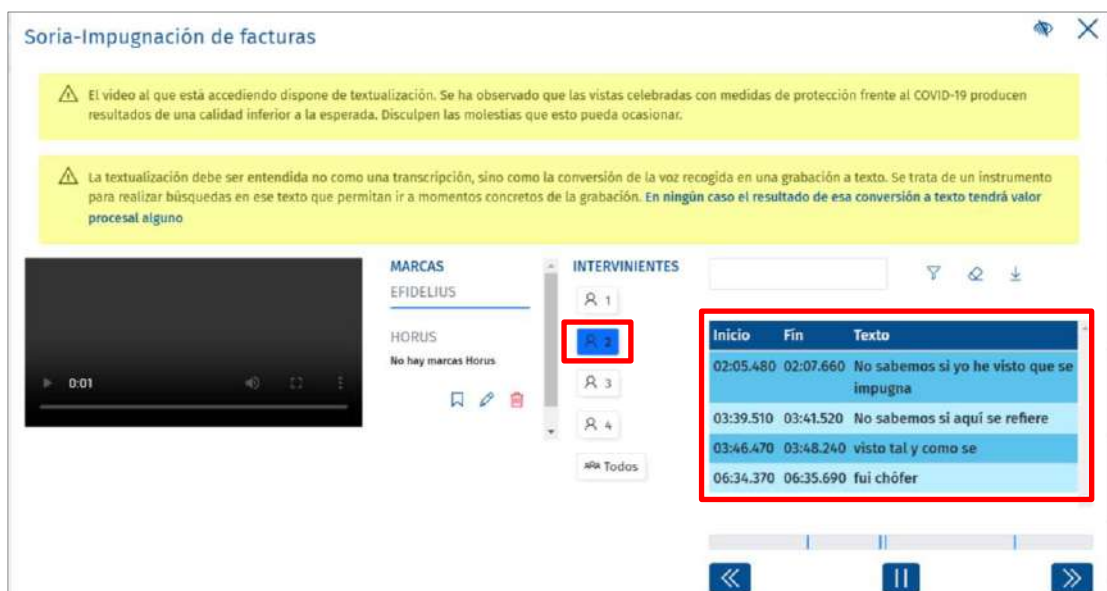 Soria-Impugnación de facturas
El vídeo al que está accediendo dispone de textualización. Se ha observado que las vistas celebradas con medidas de protección frente al COVID-19 producen
resultados de una calidad inferior a la esperada. Disculpen las molestias que esto pueda ocasionar.
La textualización debe ser entendida no como una transcripción, sino como la conversión de la voz recogida en una grabación a texto. Se trata de un instrumento
para realizar búsquedas en ese texto que permitan ir a momentos concretos de la grabación. En ningún caso el resultado de esa conversión a texto tendrá valor
procesal alguno
0:01
MARCAS
EFIDELIUS
HORUS
No hay marcas Horus
INTERVINIENTES
1
2
3
4
Todos
Inicio Fin Texto
02:05.480 02:07.660 No sabemos si yo he visto que se
impugna
03:39.510 03:41.520 No sabemos si aquí se refiere
03:46.470 03:48.240 visto tal y como se
06:34.370 06:35.690 fui chófer